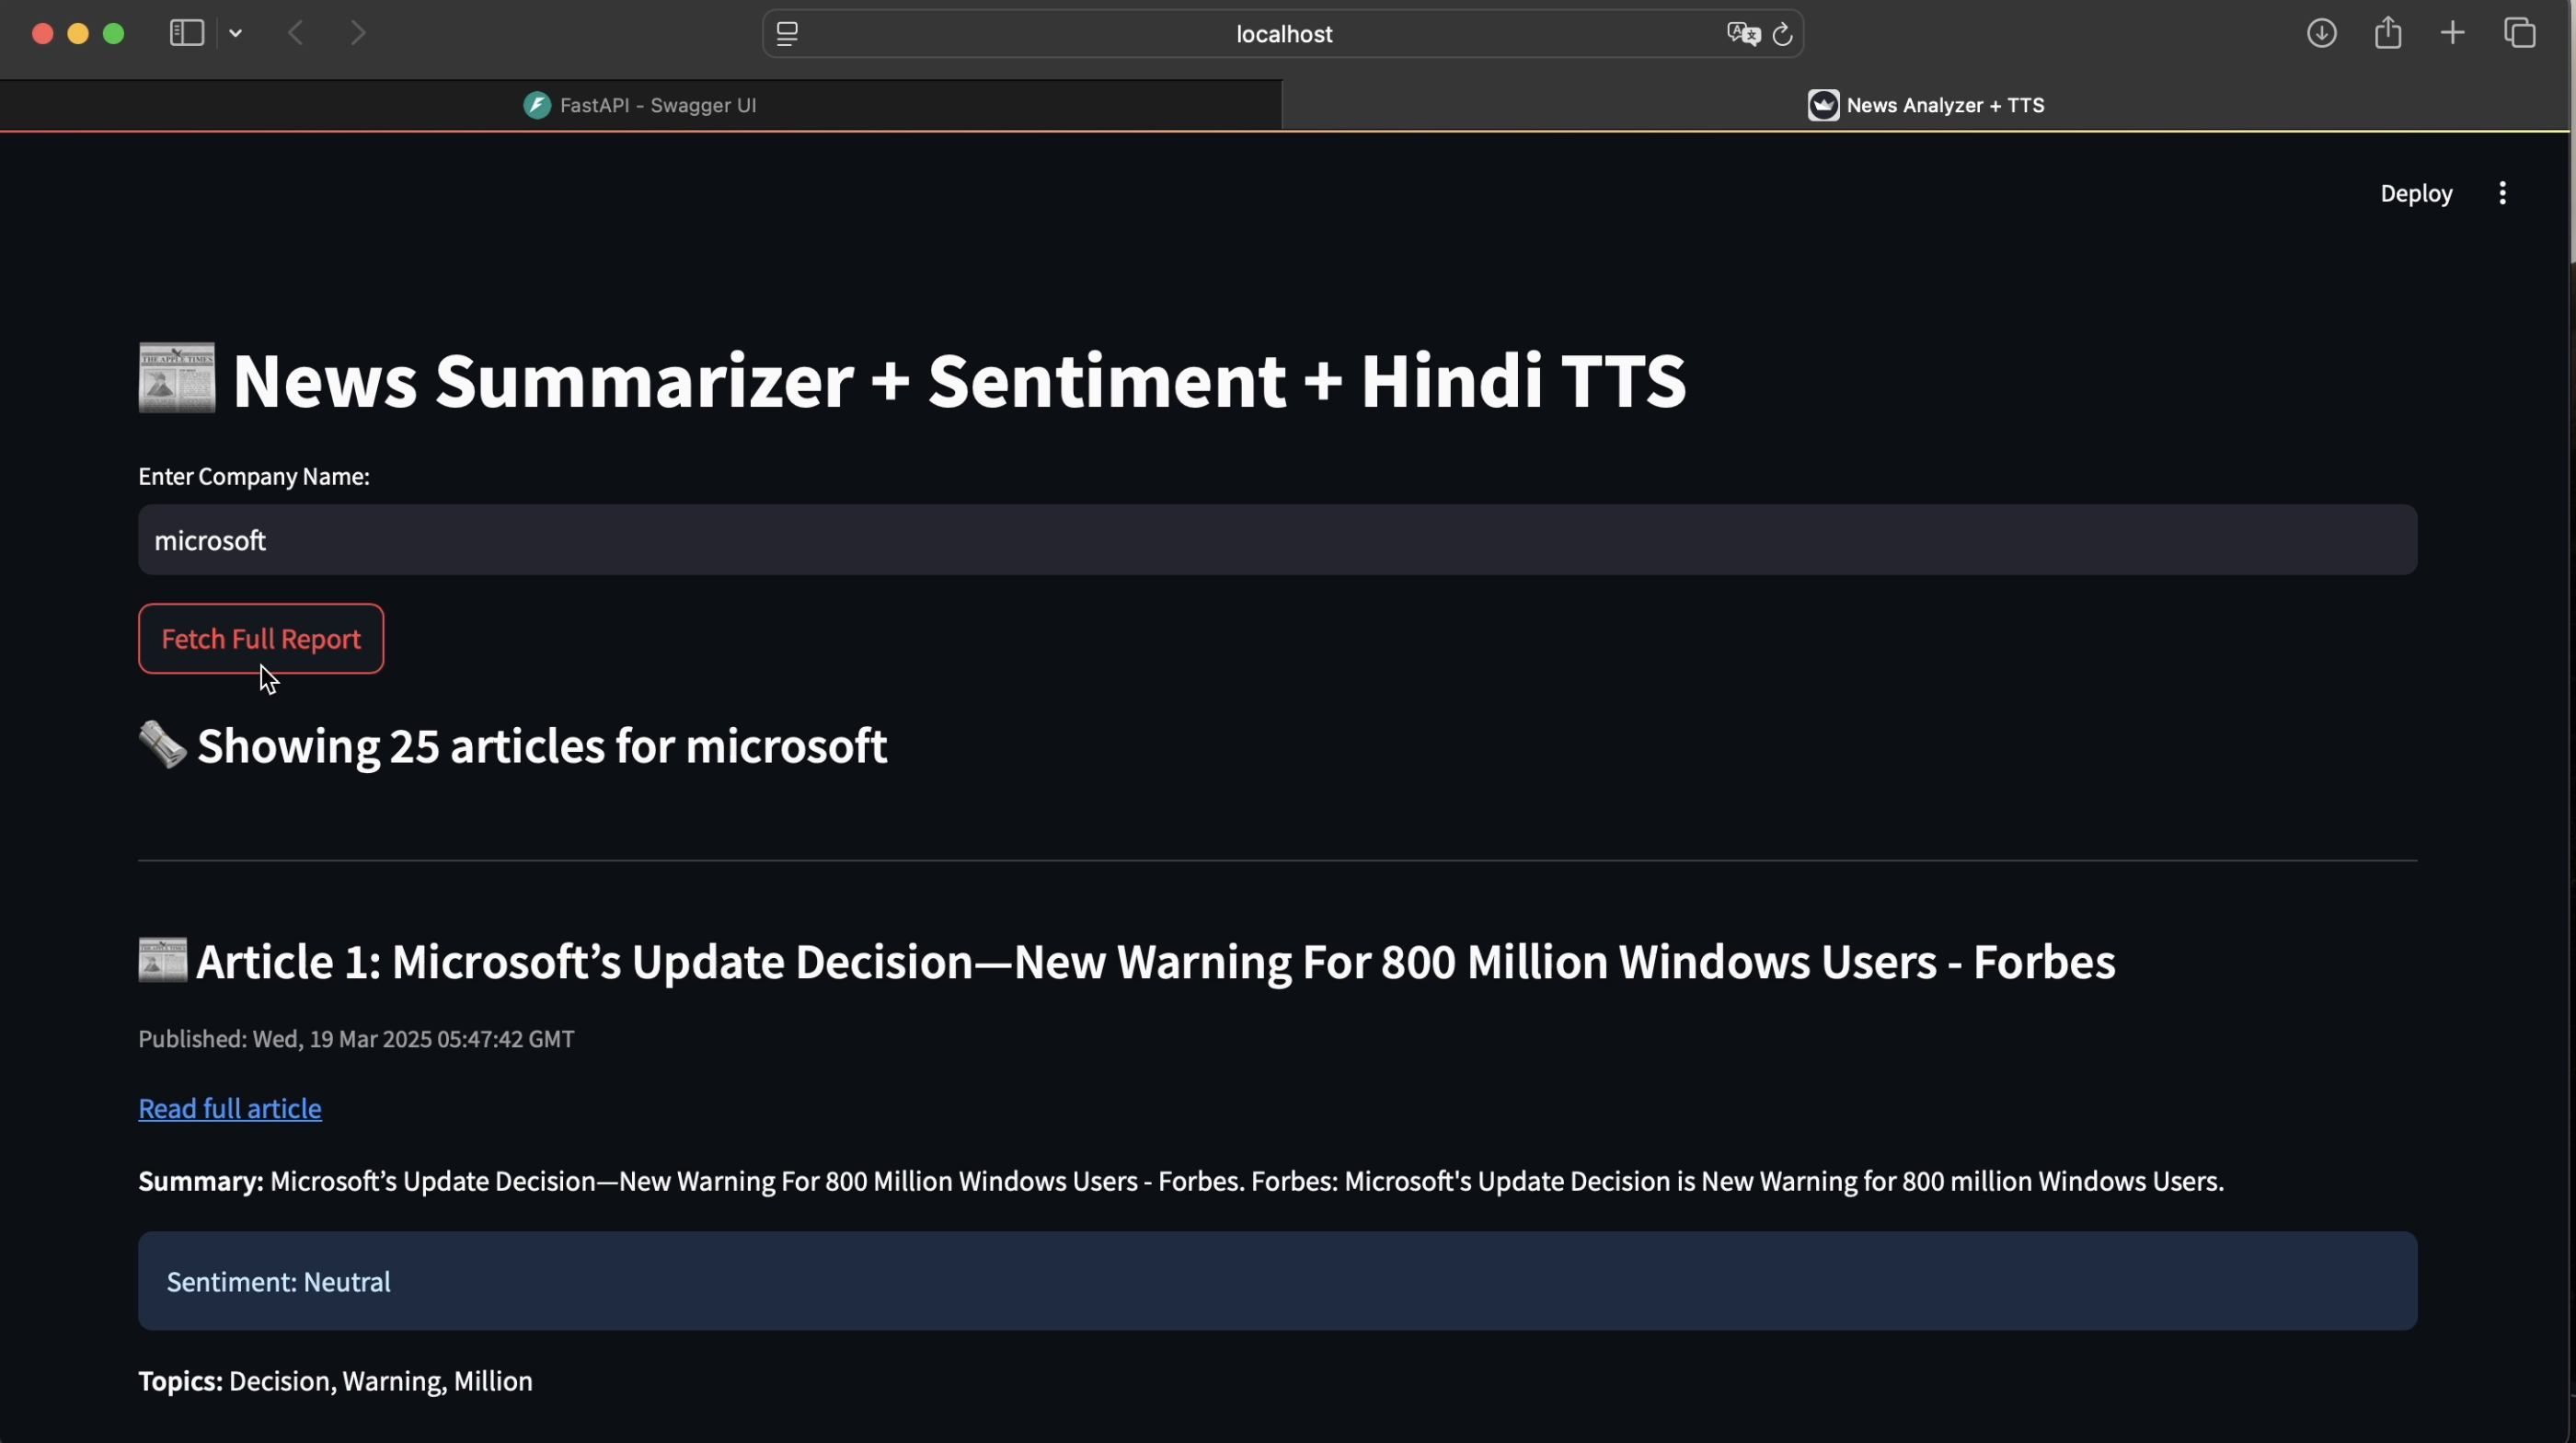 localhost
FastAPI - Swagger UI
News Analyzer + TTS
Deploy
THE APPLE TIMES
News Summarizer + Sentiment + Hindi TTS
Enter Company Name:
microsoft
Fetch Full Report
Showing 25 articles for microsoft
Article 1: Microsoft’s Update Decision—New Warning For 800 Million Windows Users - Forbes
Published: Wed, 19 Mar 2025 05:47:42 GMT
Read full article
Summary: Microsoft’s Update Decision—New Warning For 800 Million Windows Users - Forbes. Forbes: Microsoft's Update Decision is New Warning for 800 million Windows Users.
Sentiment: Neutral
Topics: Decision, Warning, Million